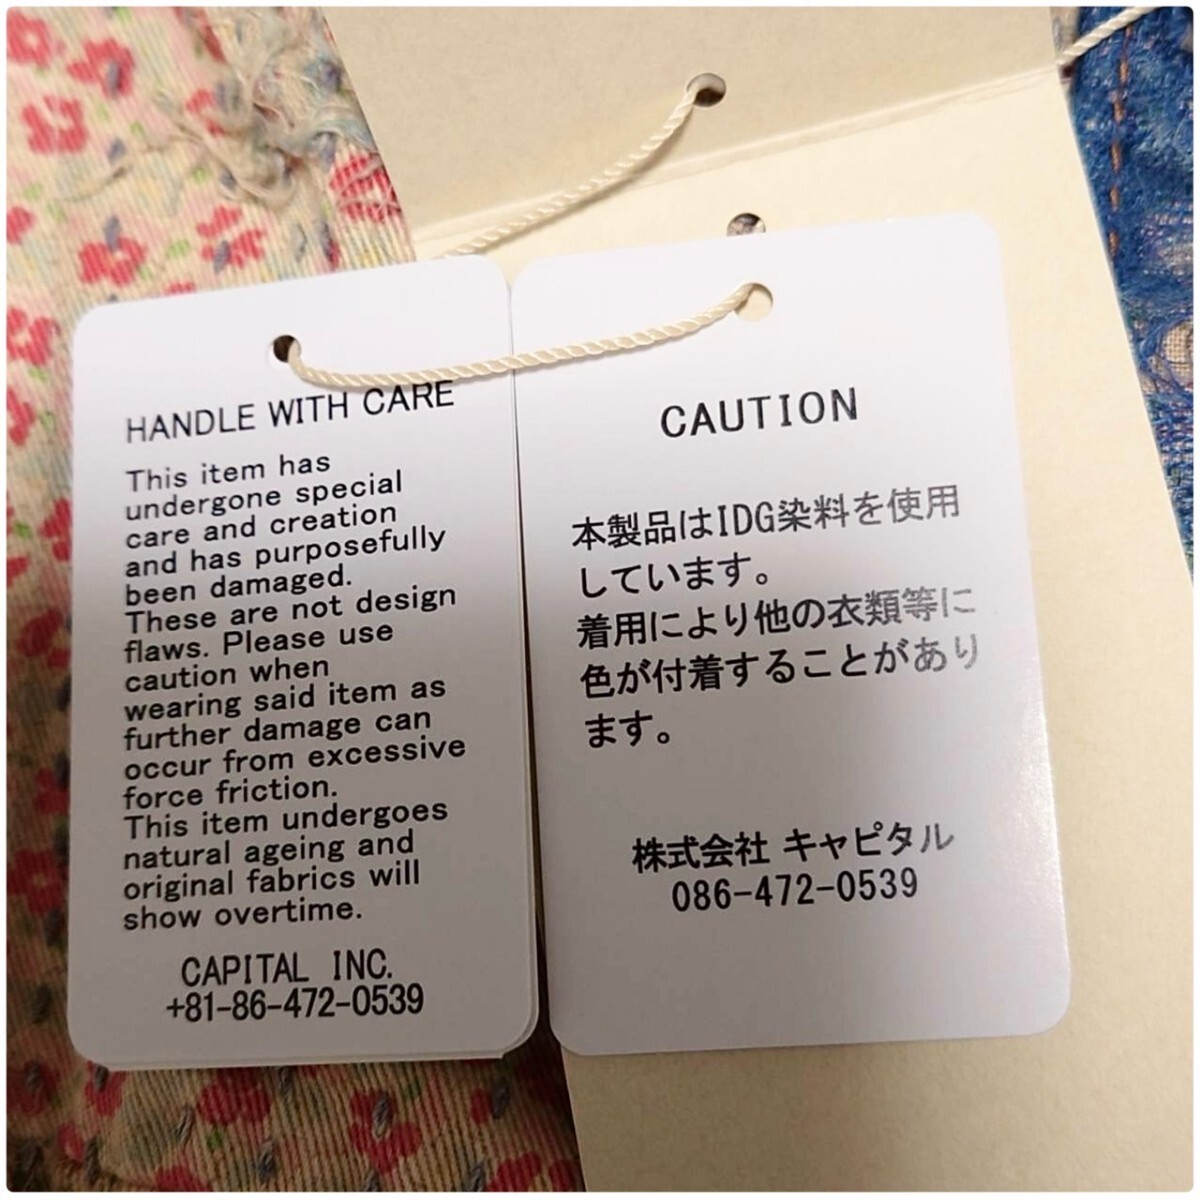 HANDLE WITH CARE
This item has
undergone special
care and creation
and has purposefully
been damaged.
These are not design
flaws. Please use
caution when
wearing said item as
further damage can
occur from excessive
force friction.
This item undergoes
natural ageing and
original fabrics will
show overtime.
CAPITAL INC.
+81-86-472-0539
CAUTION
本製品はIDG染料を使用
しています。
着用により他の衣類等に
色が付着することがあり
ます。
株式会社 キャピタル
086-472-0539